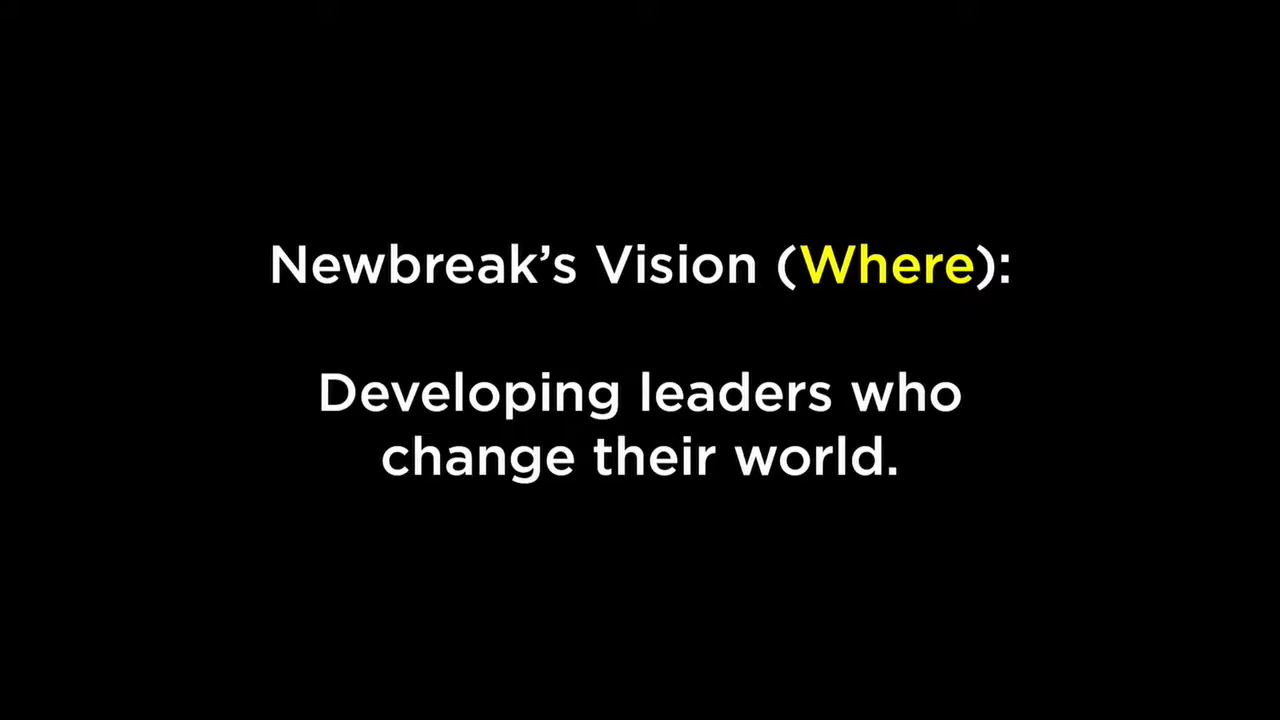 Newbreak’s Vision (Where):
Developing leaders who
change their world.